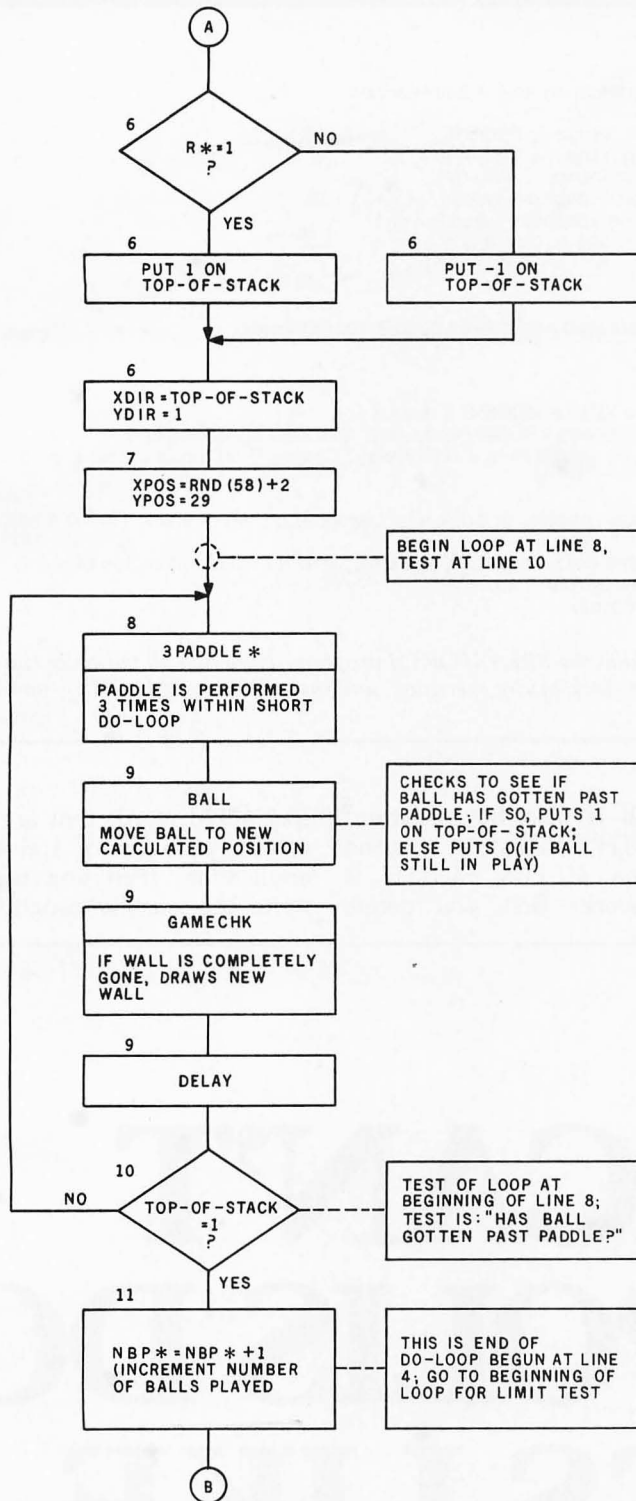 A
6
R*=1
?
NO
YES
6
PUT 1 ON
TOP-OF-STACK
6
PUT -1 ON
TOP-OF-STACK
6
XDIR=TOP-OF-STACK
YDIR=1
7
XPOS=RND(58)+2
YPOS=29
BEGIN LOOP AT LINE 8,
TEST AT LINE 10
8
3PADDLE *
PADDLE IS PERFORMED
3 TIMES WITHIN SHORT
DO-LOOP
9
BALL
MOVE BALL TO NEW
CALCULATED POSITION
CHECKS TO SEE IF
BALL HAS GOTTEN PAST
PADDLE; IF SO, PUTS 1
ON TOP-OF-STACK;
ELSE PUTS 0(IF BALL
STILL IN PLAY)
9
GAMECHK
IF WALL IS COMPLETELY
GONE, DRAWS NEW
WALL
9
DELAY
10
NO
TOP-OF-STACK
=1
?
YES
TEST OF LOOP AT
BEGINNING OF LINE 8;
TEST IS: "HAS BALL
GOTTEN PAST PADDLE?"
11
NBP*=NBP*+1
(INCREMENT NUMBER
OF BALLS PLAYED
THIS IS END OF
DO-LOOP BEGUN AT LINE
4; GO TO BEGINNING OF
LOOP FOR LIMIT TEST
B